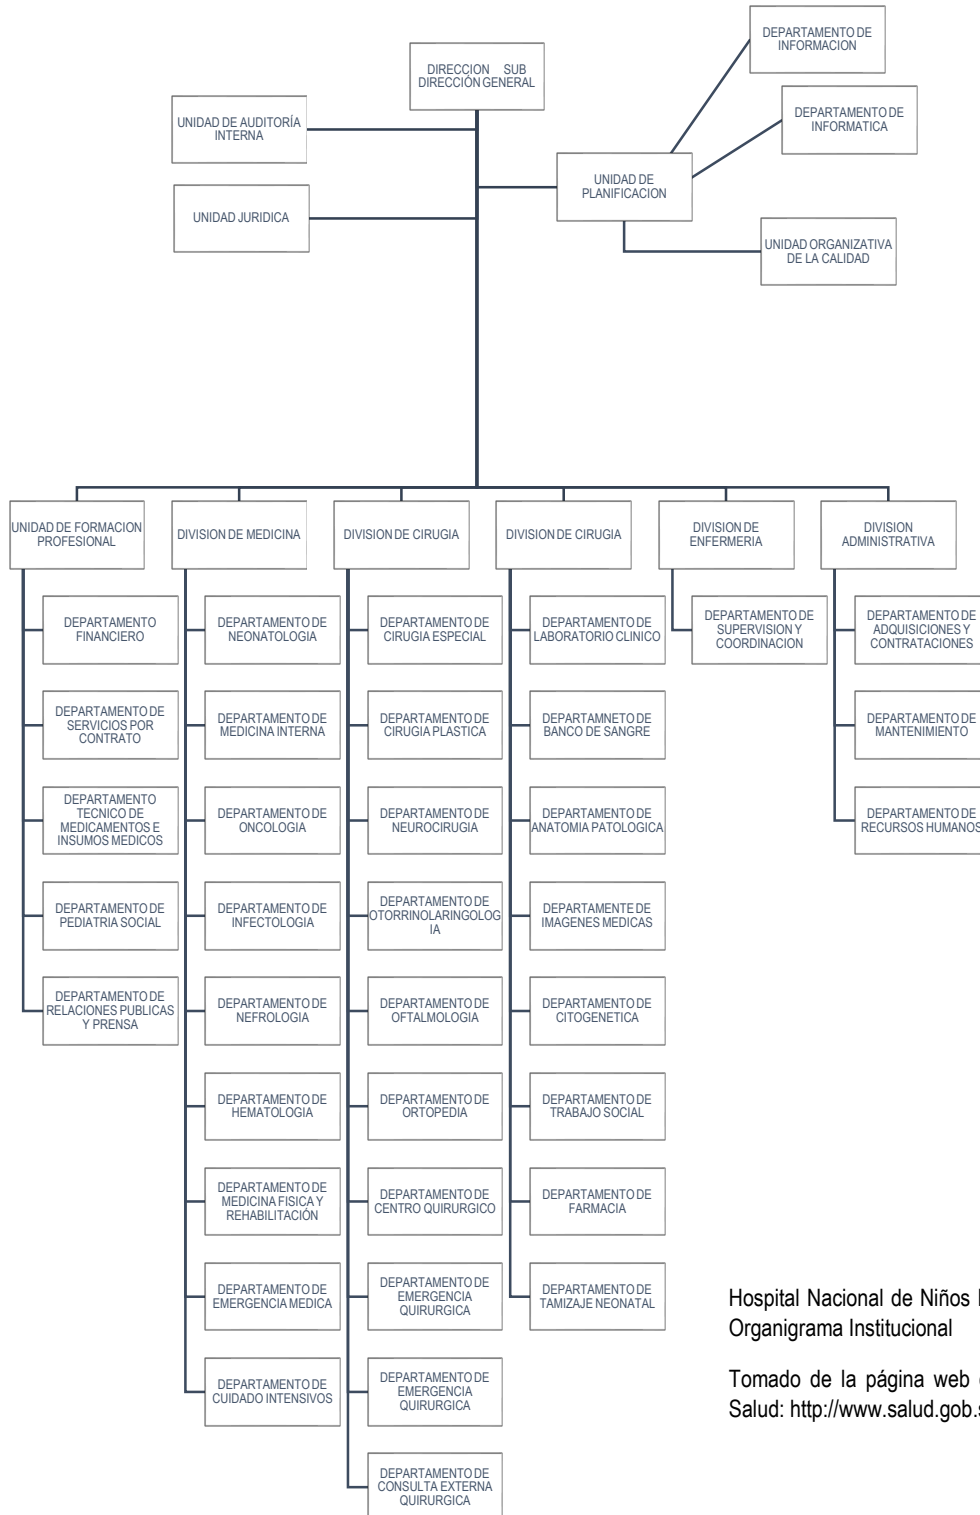 DEPARTAMENTO DE
INFORMACION
DIRECCION SUB
DIRECCIÓN GENERAL
UNIDAD DE AUDITORÍA
INTERNA
DEPARTAMENTO DE
INFORMATICA
UNIDAD DE
PLANIFICACION
UNIDAD JURIDICA
UNIDAD ORGANIZATIVA
DE LA CALIDAD
UNIDAD DE FORMACION
PROFESIONAL
DEPARTAMENTO
FINANCIERO
DEPARTAMENTO DE
SERVICIOS POR
CONTRATO
DEPARTAMENTO
TECNICO DE
MEDICAMENTOS E
INSUMOS MEDICOS
DEPARTAMENTO DE
PEDIATRIA SOCIAL
DEPARTAMENTO DE
RELACIONES PUBLICAS
Y PRENSA
DIVISION DE MEDICINA
DEPARTAMENTO DE
NEONATOLOGIA
DEPARTAMENTO DE
MEDICINA INTERNA
DEPARTAMENTO DE
ONCOLOGIA
DEPARTAMENTO DE
INFECTOLOGIA
DEPARTAMENTO DE
NEFROLOGIA
DEPARTAMENTO DE
HEMATOLOGIA
DEPARTAMENTO DE
MEDICINA FISICA Y
REHABILITACIÓN
DEPARTAMENTO DE
EMERGENCIA MEDICA
DEPARTAMENTO DE
CUIDADO INTENSIVOS
DIVISION DE CIRUGIA
DEPARTAMENTO DE
CIRUGIA ESPECIAL
DEPARTAMENTO DE
CIRUGIA PLASTICA
DEPARTAMENTO DE
NEUROCIRUGIA
DEPARTAMENTO DE
OTORRINOLARINGOLOG
IA
DEPARTAMENTO DE
OFTALMOLOGIA
DEPARTAMENTO DE
ORTOPEDIA
DEPARTAMENTO DE
CENTRO QUIRURGICO
DEPARTAMENTO DE
EMERGENCIA
QUIRURGICA
DEPARTAMENTO DE
EMERGENCIA
QUIRURGICA
DEPARTAMENTO DE
CONSULTA EXTERNA
QUIRURGICA
DIVISION DE CIRUGIA
DEPARTAMENTO DE
LABORATORIO CLINICO
DEPARTAMNETO DE
BANCO DE SANGRE
DEPARTAMENTO DE
ANATOMIA PATOLOGICA
DEPARTAMENTE DE
IMAGENES MEDICAS
DEPARTAMENTO DE
CITOGENETICA
DEPARTAMENTO DE
TRABAJO SOCIAL
DEPARTAMENTO DE
FARMACIA
DEPARTAMENTO DE
TAMIZAJE NEONATAL
DIVISION DE
ENFERMERIA
DEPARTAMENTO DE
SUPERVISION Y
COORDINACION
DIVISION
ADMINISTRATIVA
DEPARTAMENTO DE
ADQUISICIONES Y
CONTRATACIONES
DEPARTAMENTO DE
MANTENIMIENTO
DEPARTAMENTO DE
RECURSOS HUMANOS
Hospital Nacional de Niños
Organigrama Institucional
Tomado de la página web
Salud: http://www.salud.gob.s